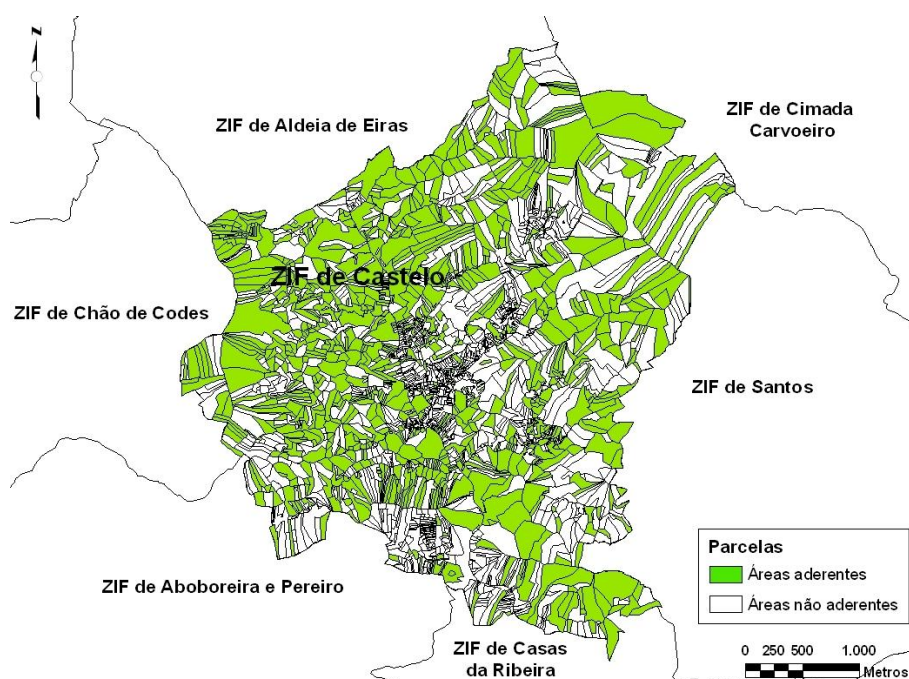 N
ZIF de Aldeia de Eiras
ZIF de Cimada
Carvoeiro
ZIF de Castelo
ZIF de Chão de Codes
ZIF de Santos
Parcelas
Áreas aderentes
Áreas não aderentes
ZIF de Aboboreira e Pereiro
ZIF de Casas
da Ribeira
0 250 500 1.000
Metros